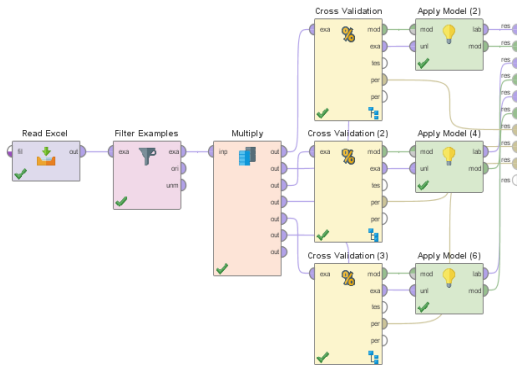 Cross Validation
exa
mod
exa
tes
per
per
Apply Model (2)
mod
unl
lab
mod
res
res
res
res
res
res
res
res
res
res
Read Excel
fil
out
Filter Examples
exa
exa
ori
unm
Multiply
inp
out
out
out
out
out
out
out
Cross Validation (2)
exa
mod
exa
tes
per
per
Apply Model (4)
mod
unl
lab
mod
Cross Validation (3)
exa
mod
exa
tes
per
per
Apply Model (6)
mod
unl
lab
mod